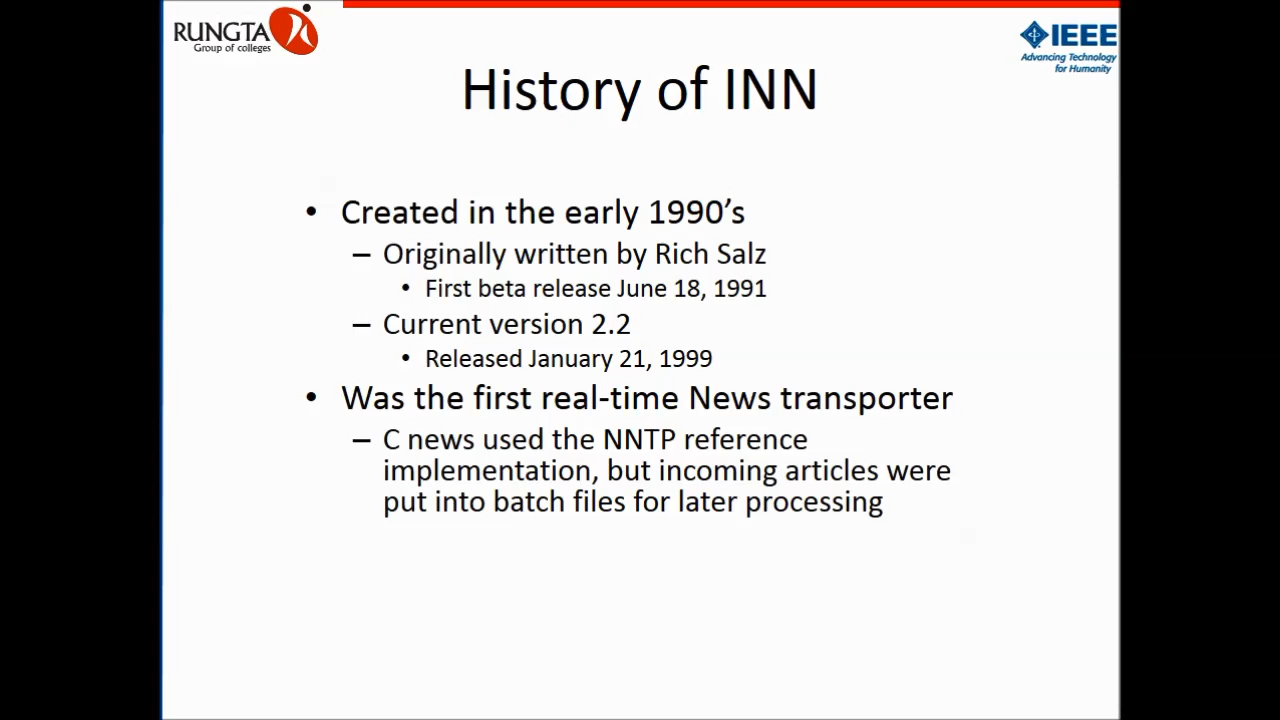 RUNGTA
Group of colleges
IEEE
Advancing Technology
for Humanity
History of INN
• Created in the early 1990’s
– Originally written by Rich Salz
• First beta release June 18, 1991
– Current version 2.2
• Released January 21, 1999
• Was the first real-time News transporter
– C news used the NNTP reference
implementation, but incoming articles were
put into batch files for later processing